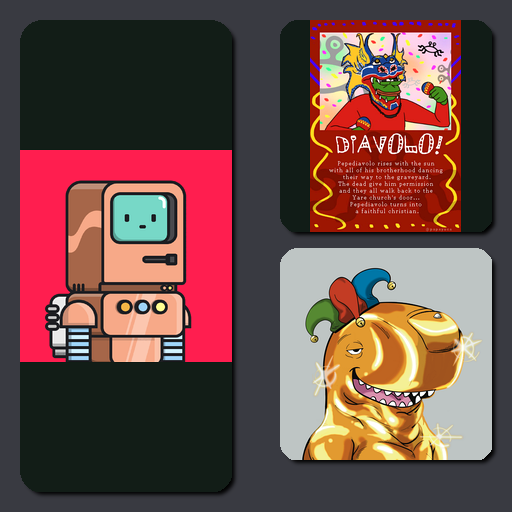 DiAVOLO!
Pepediavolo rises with the sun
with all of his brotherhood dancing
their way to the graveyard.
The dead give him permission
and they all walk back to the
Yare church's door...
Pepediavolo turns into
a faithful christian.